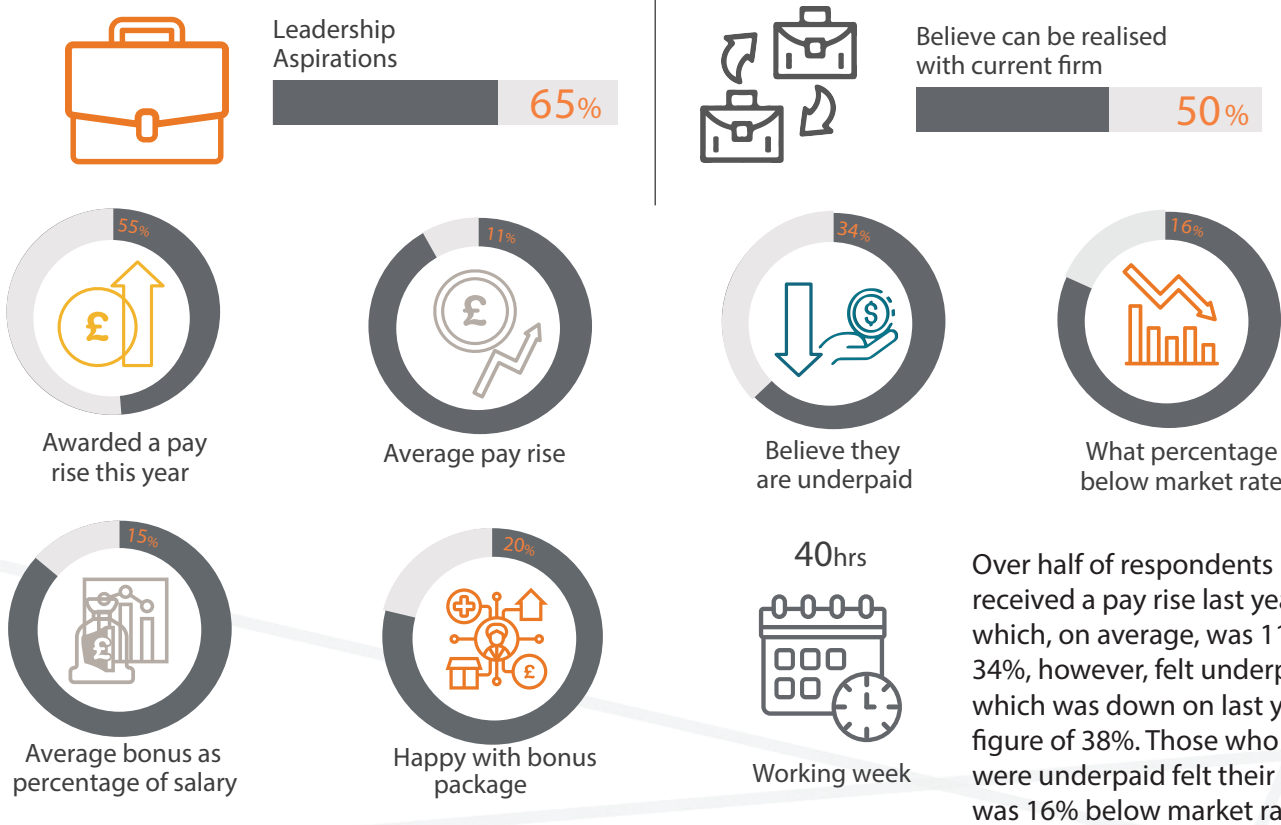 Leadership
Aspirations
65%
Believe can be realised
with current firm
50%
55%
£
Awarded a pay
rise this year
11%
£
Average pay rise
34%
$
Believe they
are underpaid
16%
What percentage
below market rate
15%
£
Average bonus as
percentage of salary
20%
£
Happy with bonus
package
40hrs
Working week
Over half of respondents
received a pay rise last
which, on average, was
34%, however, felt
which was down on last
figure of 38%. Those who
were underpaid felt their
was 16% below market